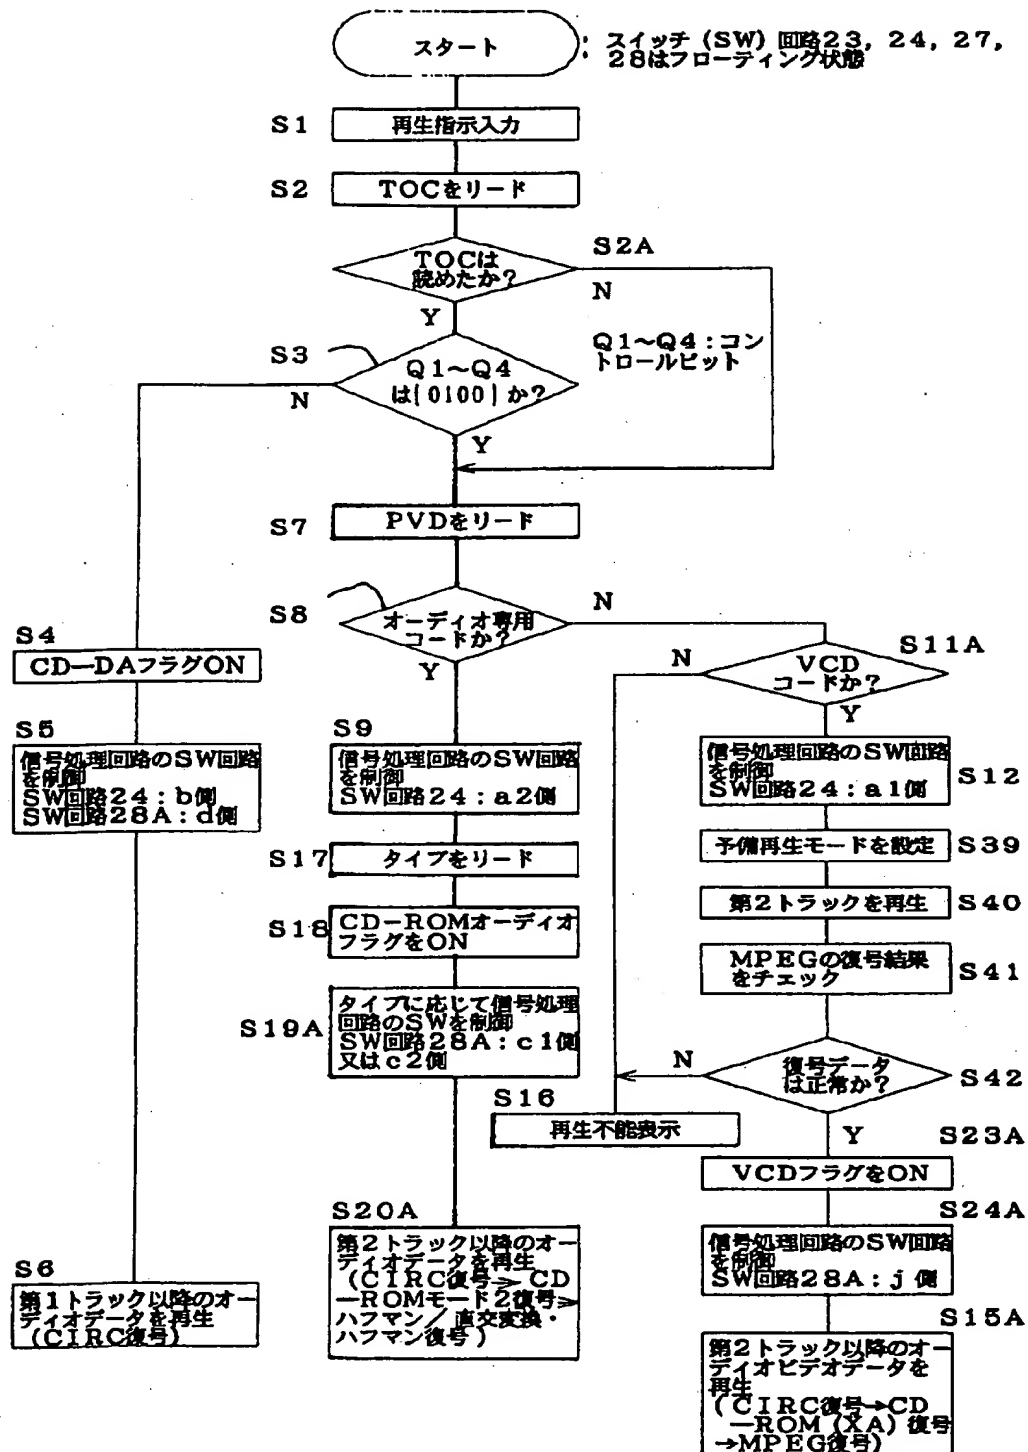 スタート
: スイッチ (SW) 回路23, 24, 27,
28はフローティング状態
S1
再生指示入力
S2
TOCをリード
S2A
TOCは
読めたか?
N
Y
Q1〜Q4:コン
トロールビット
S3
Q1〜Q4
は[0100]か?
N
Y
S7
PVDをリード
S8
オーディオ専用
コードか?
N
Y
S4
CD—DAフラグON
S11A
VCD
コードか?
N
Y
S5
信号処理回路のSW回路
を制御
SW回路24:b側
SW回路28A:d側
S9
信号処理回路のSW回路
を制御
SW回路24:a2側
信号処理回路のSW回路
を制御
SW回路24:a1側
S12
S17
タイプをリード
予備再生モードを設定
S39
S18
CD−ROMオーディオ
フラグをON
第2トラックを再生
S40
MPEGの復号結果
をチェック
S41
S19A
タイプに応じて信号処理
回路のSWを制御
SW回路28A:c1側
又はc2側
N
復号データ
は正常か?
S42
S16
再生不能表示
Y
S23A
VCDフラグをON
S20A
第2トラック以降のオー
ディオデータを再生
(CIRC復号→CD
—ROMモード2復号→
ハフマン/直交変換・
ハフマン復号)
S24A
信号処理回路のSW回路
を制御
SW回路28A:j側
S6
第1トラック以降のオー
ディオデータを再生
(CIRC復号)
S15A
第2トラック以降のオー
ディオビデオデータを
再生
(CIRC復号→CD
—ROM(XA)復号
→MPEG復号)